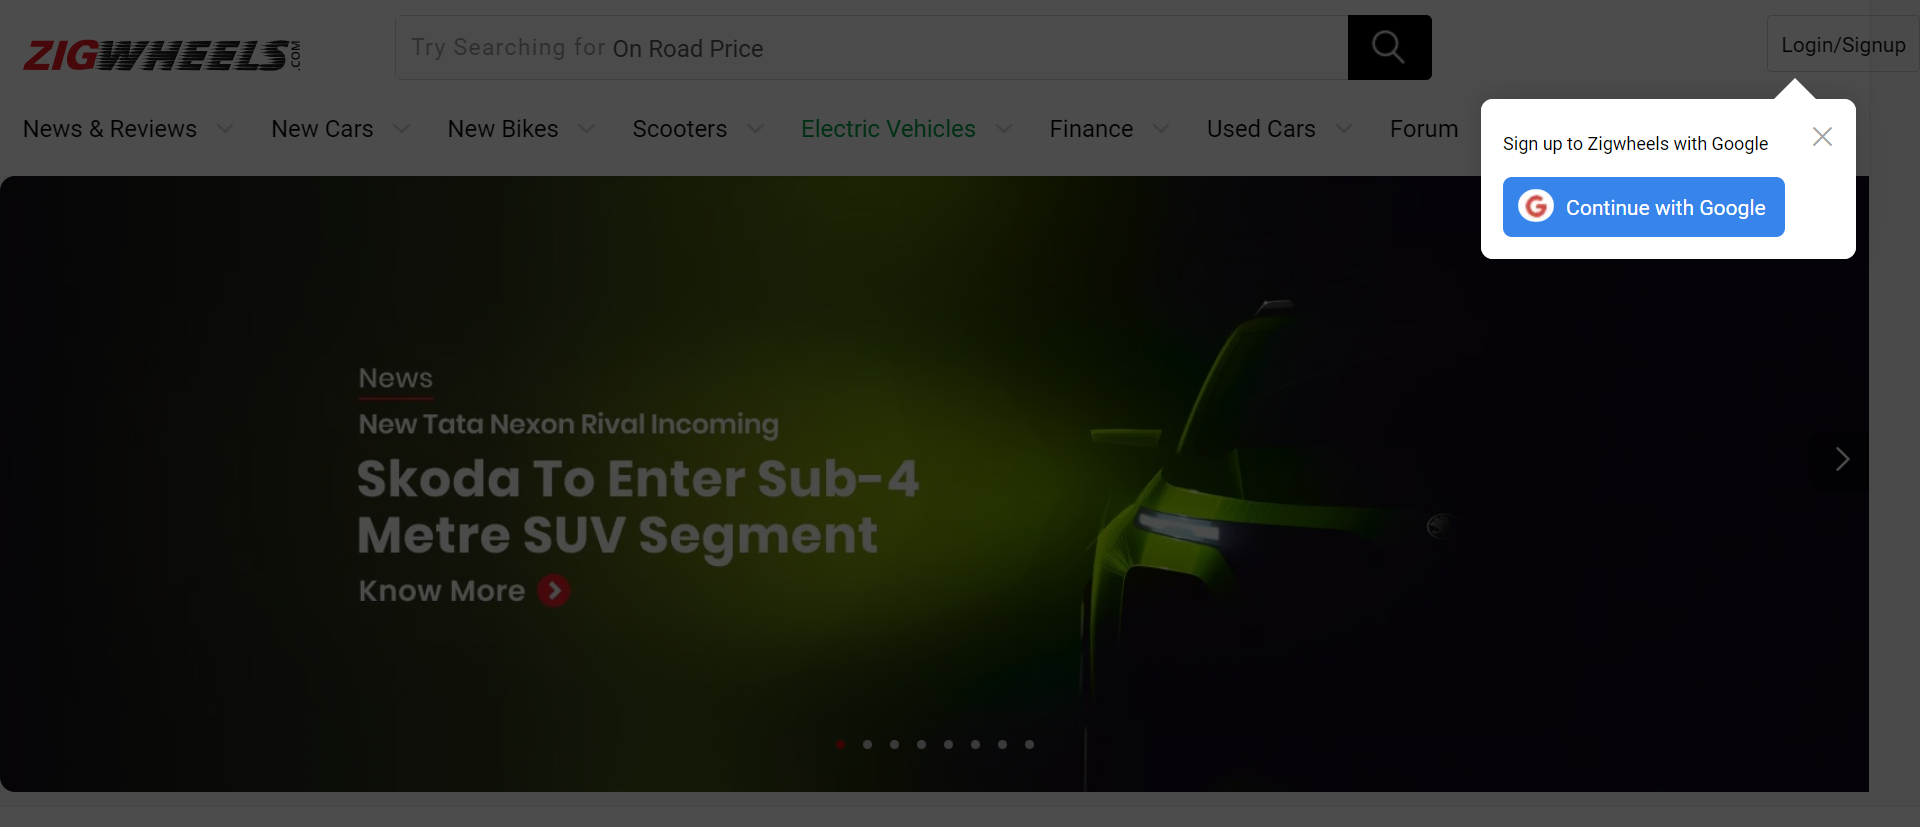 ZIGWHEELS.COM
Try Searching for On Road Price
Login/Signup
News & Reviews
New Cars
New Bikes
Scooters
Electric Vehicles
Finance
Used Cars
Forum
Sign up to Zigwheels with Google
Continue with Google
News
New Tata Nexon Rival Incoming
Skoda To Enter Sub-4
Metre SUV Segment
Know More